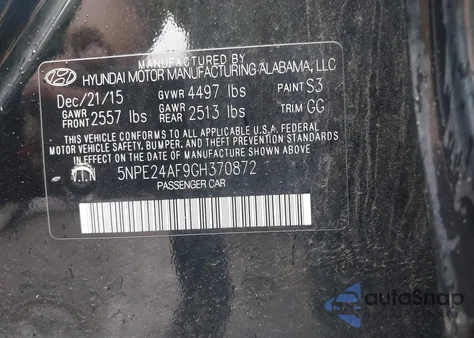 MANUFACTURED BY
HYUNDAI MOTOR MANUFACTURING ALABAMA, LLC
Dec/21/15 GVWR 4497 lbs PAINT S3
GAWR FRONT 2557 lbs GAWR REAR 2513 lbs TRIM GG
THIS VEHICLE CONFORMS TO ALL APPLICABLE U.S.A. FEDERAL
MOTOR VEHICLE SAFETY, BUMPER, AND THEFT PREVENTION STANDARDS
IN EFFECT ON THE DATE OF MANUFACTURE SHOWN ABOVE.
5NPE24AF9GH370872
PASSENGER CAR
autoSnap